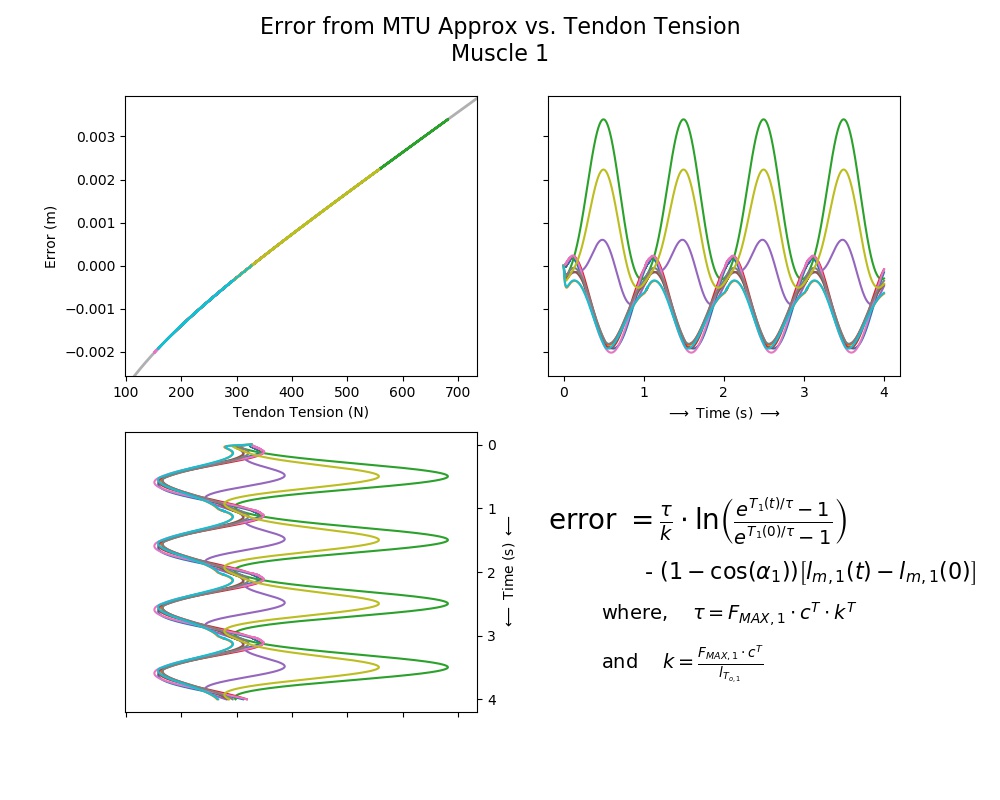 Error from MTU Approx vs. Tendon Tension
Muscle 1
0.003
0.002
0.001
0.000
−0.001
−0.002
Error (m)
100 200 300 400 500 600 700
Tendon Tension (N)
0 1 2 3 4
⟶ Time (s) ⟶
0
1
2
3
4
⟵ Time (s) ⟵
error = τ/k · ln((e^{T_1(t)/τ} − 1)/(e^{T_1(0)/τ} − 1))
- (1 − cos(α_1))[l_{m,1}(t) − l_{m,1}(0)]
where, τ = F_{MAX,1} · c^T · k^T
and k = (F_{MAX,1} · c^T)/(l_{T_{o,1}})